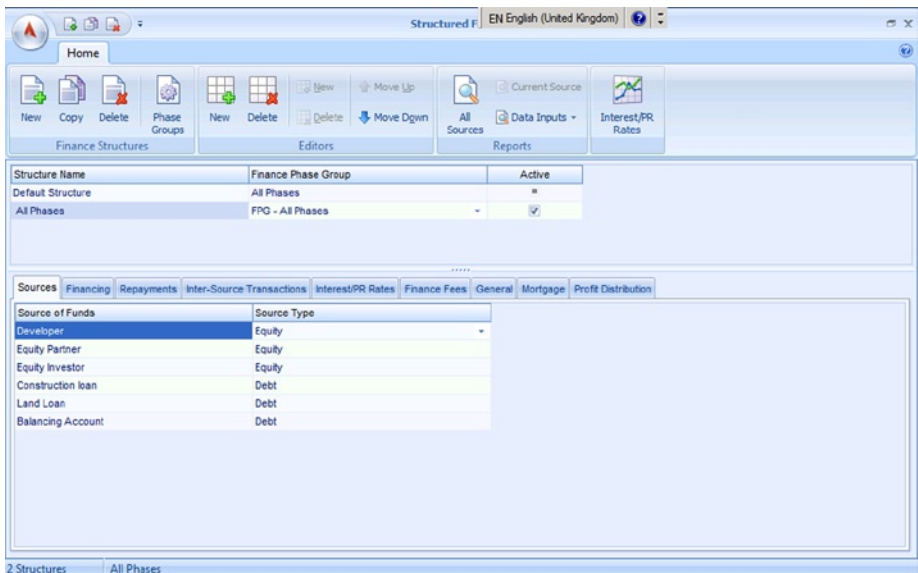 Structured F
EN English (United Kingdom)
Home
New
Copy
Delete
Phase Groups
Finance Structures
New
Delete
New
Delete
Move Up
Move Down
Editors
All Sources
Current Source
Data Inputs
Reports
Interest/PR Rates
Structure Name Finance Phase Group Active
Default Structure All Phases
All Phases FPG - All Phases
Sources Financing Repayments Inter-Source Transactions Interest/PR Rates Finance Fees General Mortgage Profit Distribution
Source of Funds Source Type
Developer Equity
Equity Partner Equity
Equity Investor Equity
Construction loan Debt
Land Loan Debt
Balancing Account Debt
2 Structures All Phases